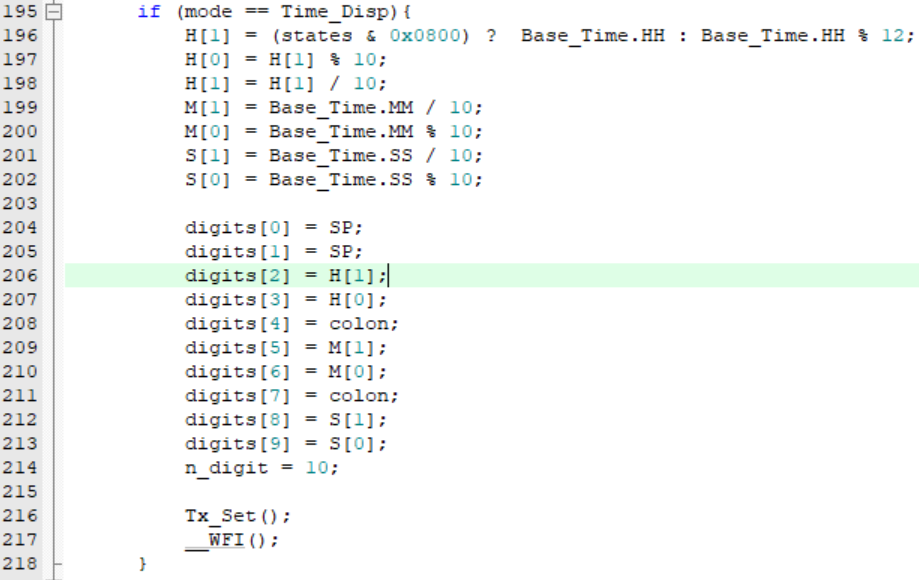 195 if (mode == Time_Disp){
196 H[1] = (states & 0x0800) ?  Base_Time.HH : Base_Time.HH % 12;
197 H[0] = H[1] % 10;
198 H[1] = H[1] / 10;
199 M[1] = Base_Time.MM / 10;
200 M[0] = Base_Time.MM % 10;
201 S[1] = Base_Time.SS / 10;
202 S[0] = Base_Time.SS % 10;
203
204 digits[0] = SP;
205 digits[1] = SP;
206 digits[2] = H[1];
207 digits[3] = H[0];
208 digits[4] = colon;
209 digits[5] = M[1];
210 digits[6] = M[0];
211 digits[7] = colon;
212 digits[8] = S[1];
213 digits[9] = S[0];
214 n_digit = 10;
215
216 Tx_Set();
217 __WFI();
218 }